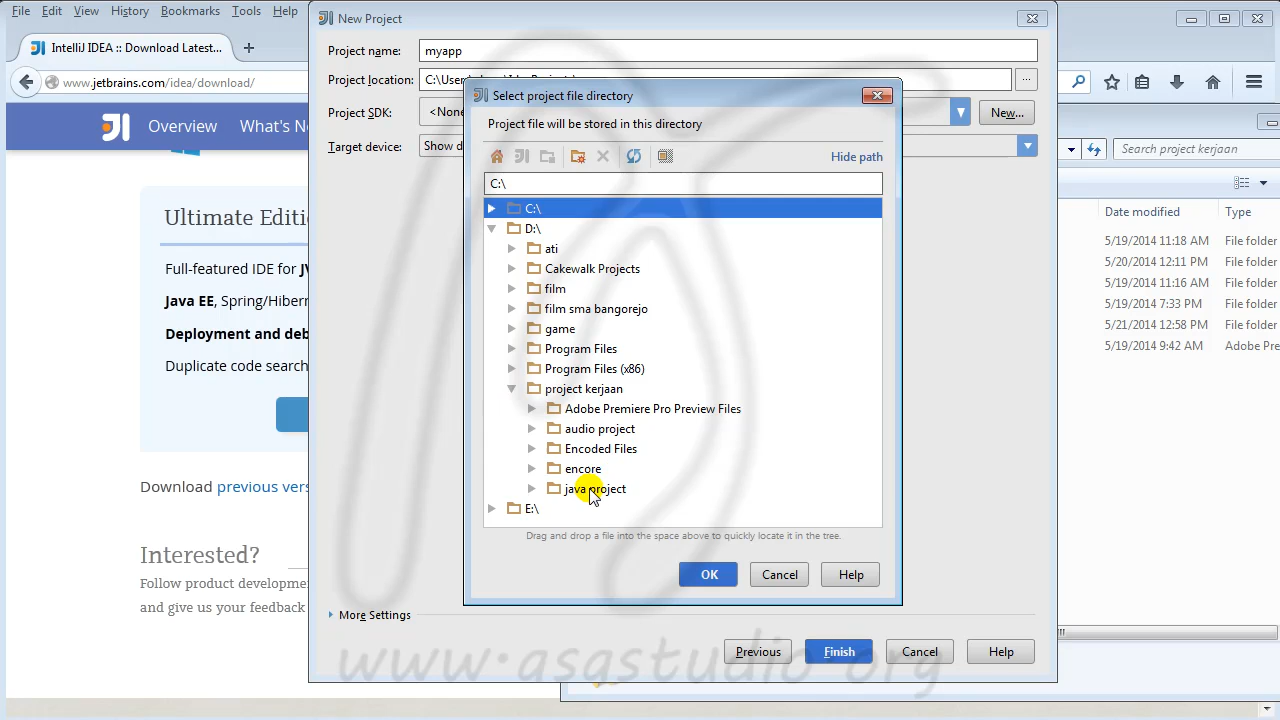 File Edit View History Bookmarks Tools Help
IntelliJ IDEA :: Download Latest...
www.jetbrains.com/idea/download/
Overview What's N
Ultimate Editi
Full-featured IDE for J
Java EE, Spring/Hibern
Deployment and deb
Duplicate code search
Download previous vers
Interested?
Follow product developme
and give us your feedback
New Project
Project name: myapp
Project location:
Project SDK: <None
Target device: Show d
New...
More Settings
Previous Finish Cancel Help
Select project file directory
Project file will be stored in this directory
Hide path
C:\
C:\
D:\
ati
Cakewalk Projects
film
film sma bangorejo
game
Program Files
Program Files (x86)
project kerjaan
Adobe Premiere Pro Preview Files
audio project
Encoded Files
encore
java project
E:\
Drag and drop a file into the space above to quickly locate it in the tree.
OK Cancel Help
Search project kerjaan
Date modified Type
5/19/2014 11:18 AM File folder
5/20/2014 12:11 PM File folder
5/19/2014 11:16 AM File folder
5/19/2014 7:33 PM File folder
5/21/2014 12:58 PM File folder
5/19/2014 9:42 AM Adobe Pre
www.asastudio.org